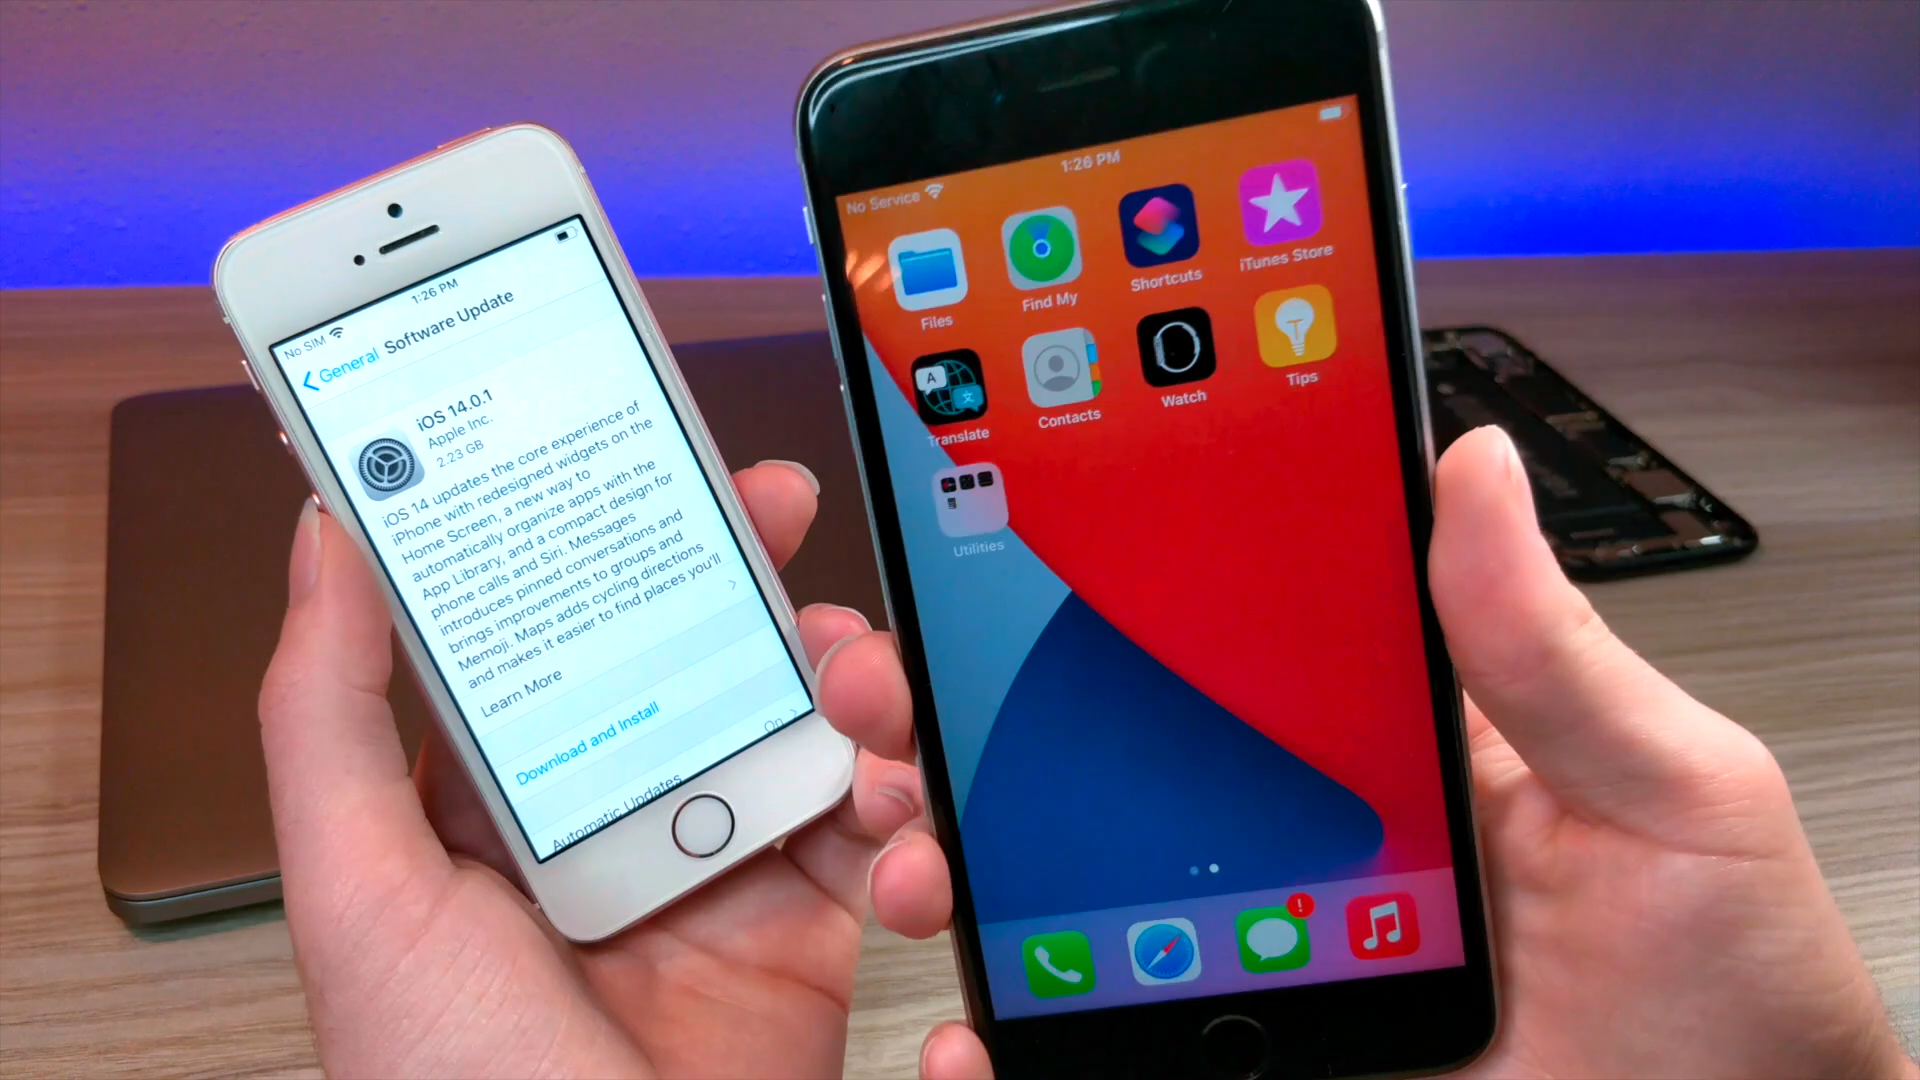 No SIM
1:26 PM
General
Software Update
iOS 14.0.1
Apple Inc.
2.23 GB
iOS 14 updates the core experience of
iPhone with redesigned widgets on the
Home Screen, a new way to
automatically organize apps with the
App Library, and a compact design for
phone calls and Siri. Messages
introduces pinned conversations and
brings improvements to groups and
Memoji. Maps adds cycling directions
and makes it easier to find places you'll
Learn More
Download and Install
Automatic Updates
On
No Service
1:26 PM
Files
Find My
Shortcuts
iTunes Store
A
文
Translate
Contacts
Watch
Tips
Utilities
!